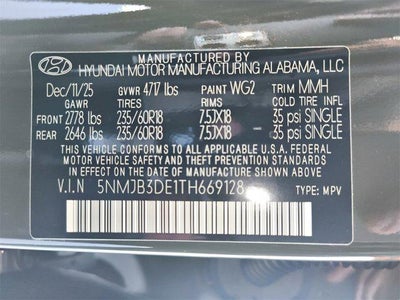 MANUFACTURED BY
HYUNDAI MOTOR MANUFACTURING ALABAMA, LLC
Dec/11/25 GVWR 4717 lbs PAINT WG2 TRIM MMH
GAWR TIRES RIMS COLD TIRE INFLATION
FRONT 2778 lbs 235/60R18 7.5JX18 35 psi SINGLE
REAR 2646 lbs 235/60R18 7.5JX18 35 psi SINGLE
THIS VEHICLE CONFORMS TO ALL APPLICABLE U.S.A. FEDERAL
MOTOR VEHICLE SAFETY, BUMPER, AND THEFT PREVENTION
STANDARDS IN EFFECT ON THE DATE OF MANUFACTURE SHOWN ABOVE.
V.I.N 5NMJB3DE1TH669128 TYPE: MPV